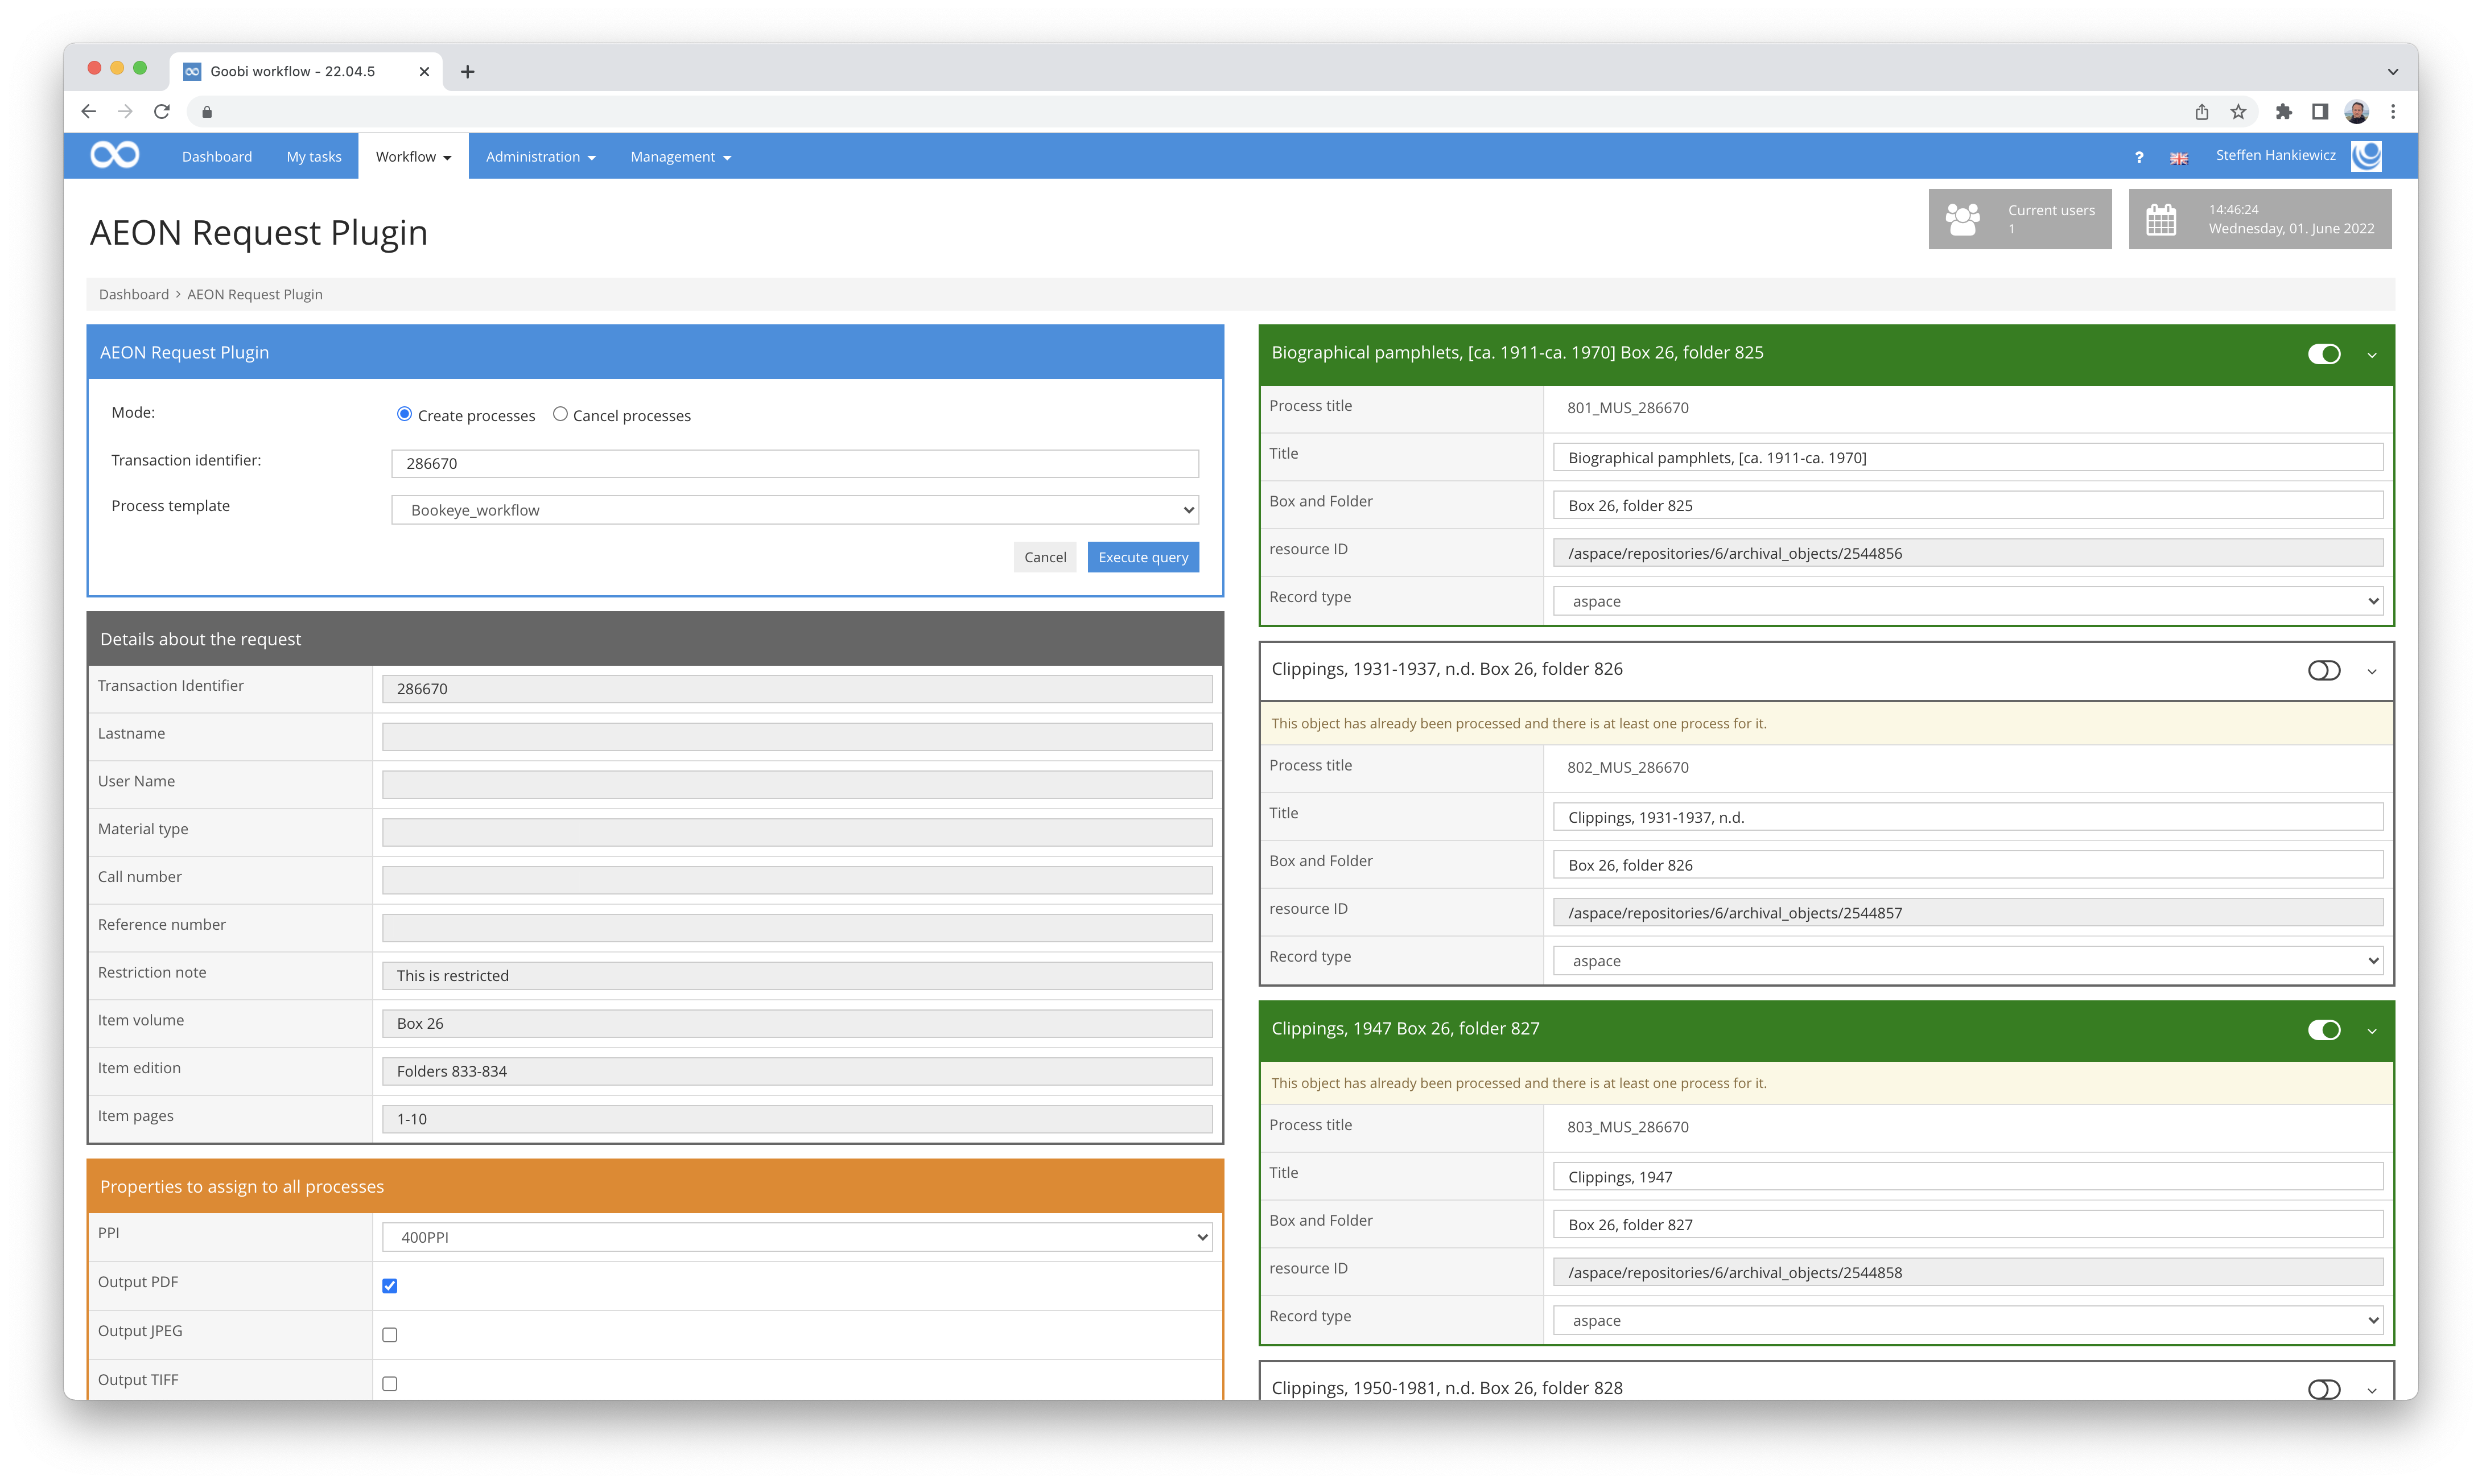 Goobi workflow - 22.04.5
Dashboard
My tasks
Workflow
Administration
Management
?
Steffen Hankiewicz
AEON Request Plugin
Current users
1
14:46:24
Wednesday, 01. June 2022
Dashboard > AEON Request Plugin
AEON Request Plugin
Mode:
Create processes
Cancel processes
Transaction identifier:
286670
Process template
Bookeye_workflow
Cancel
Execute query
Details about the request
Transaction Identifier
286670
Lastname
User Name
Material type
Call number
Reference number
Restriction note
This is restricted
Item volume
Box 26
Item edition
Folders 833-834
Item pages
1-10
Properties to assign to all processes
PPI
400PPI
Output PDF
Output JPEG
Output TIFF
Biographical pamphlets, [ca. 1911-ca. 1970] Box 26, folder 825
Process title
801_MUS_286670
Title
Biographical pamphlets, [ca. 1911-ca. 1970]
Box and Folder
Box 26, folder 825
resource ID
/aspace/repositories/6/archival_objects/2544856
Record type
aspace
Clippings, 1931-1937, n.d. Box 26, folder 826
This object has already been processed and there is at least one process for it.
Process title
802_MUS_286670
Title
Clippings, 1931-1937, n.d.
Box and Folder
Box 26, folder 826
resource ID
/aspace/repositories/6/archival_objects/2544857
Record type
aspace
Clippings, 1947 Box 26, folder 827
This object has already been processed and there is at least one process for it.
Process title
803_MUS_286670
Title
Clippings, 1947
Box and Folder
Box 26, folder 827
resource ID
/aspace/repositories/6/archival_objects/2544858
Record type
aspace
Clippings, 1950-1981, n.d. Box 26, folder 828